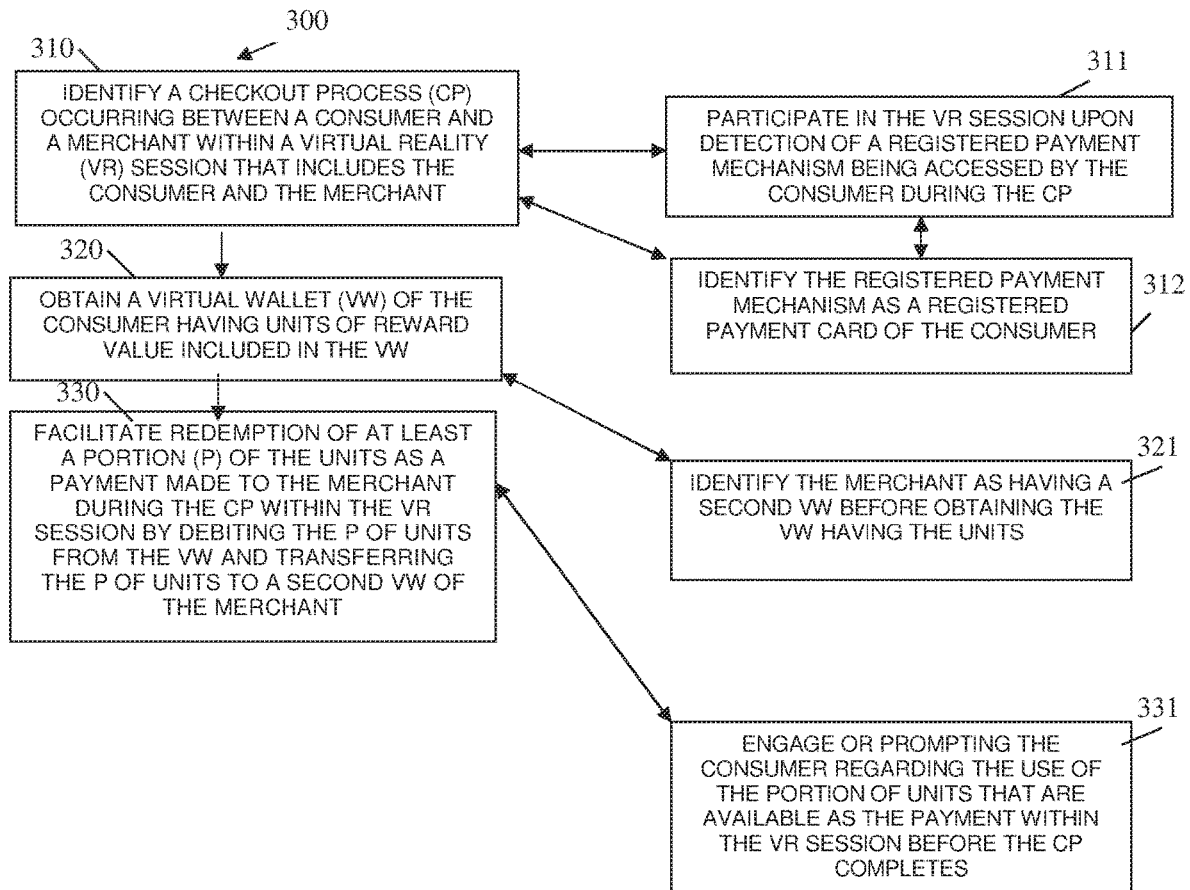 300
310
IDENTIFY A CHECKOUT PROCESS (CP)
OCCURRING BETWEEN A CONSUMER AND
A MERCHANT WITHIN A VIRTUAL REALITY
(VR) SESSION THAT INCLUDES THE
CONSUMER AND THE MERCHANT
311
PARTICIPATE IN THE VR SESSION UPON
DETECTION OF A REGISTERED PAYMENT
MECHANISM BEING ACCESSED BY THE
CONSUMER DURING THE CP
312
IDENTIFY THE REGISTERED PAYMENT
MECHANISM AS A REGISTERED
PAYMENT CARD OF THE CONSUMER
320
OBTAIN A VIRTUAL WALLET (VW) OF THE
CONSUMER HAVING UNITS OF REWARD
VALUE INCLUDED IN THE VW
321
IDENTIFY THE MERCHANT AS HAVING A
SECOND VW BEFORE OBTAINING THE
VW HAVING THE UNITS
330
FACILITATE REDEMPTION OF AT LEAST
A PORTION (P) OF THE UNITS AS A
PAYMENT MADE TO THE MERCHANT
DURING THE CP WITHIN THE VR
SESSION BY DEBITING THE P OF UNITS
FROM THE VW AND TRANSFERRING
THE P OF UNITS TO A SECOND VW OF
THE MERCHANT
331
ENGAGE OR PROMPTING THE
CONSUMER REGARDING THE USE OF
THE PORTION OF UNITS THAT ARE
AVAILABLE AS THE PAYMENT WITHIN
THE VR SESSION BEFORE THE CP
COMPLETES